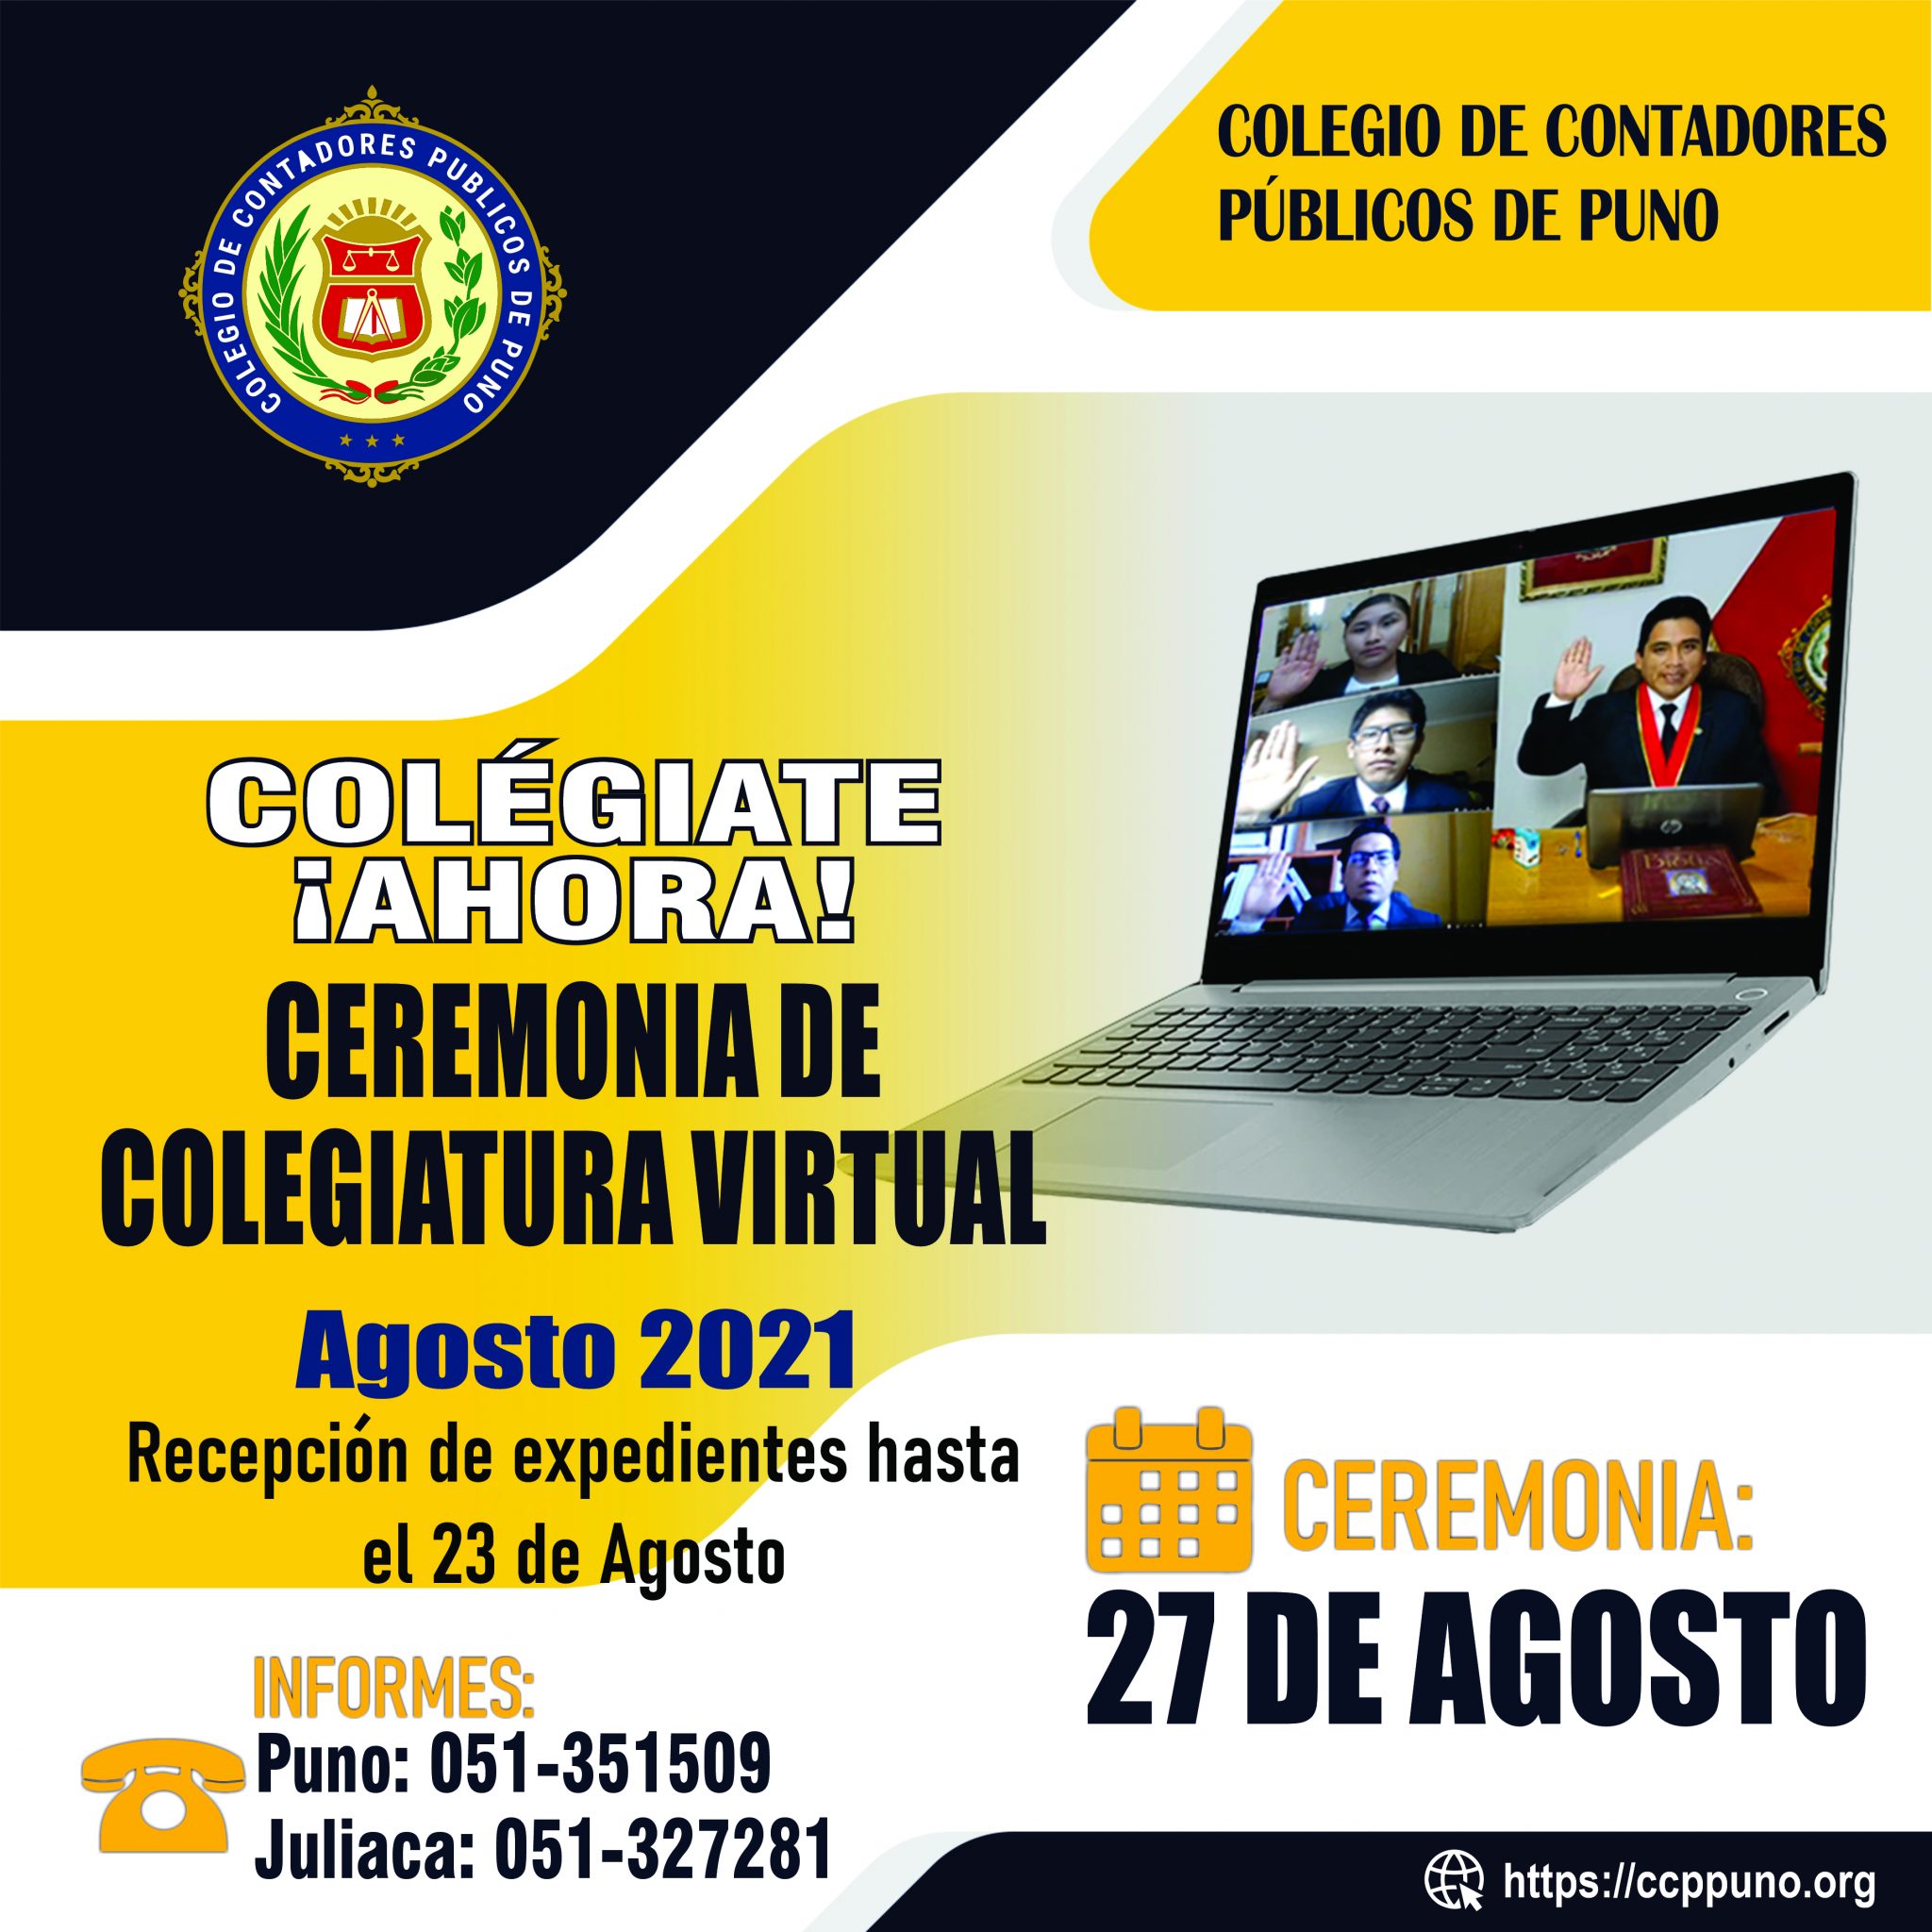 COLEGIO DE CONTADORES PUBLICOS DE PUNO
COLEGIO DE CONTADORES
PÚBLICOS DE PUNO
COLÉGIATE
¡AHORA!
CEREMONIA DE
COLEGIATURA VIRTUAL
Agosto 2021
Recepción de expedientes hasta
el 23 de Agosto
CEREMONIA:
27 DE AGOSTO
INFORMES:
Puno: 051-351509
Juliaca: 051-327281
https://ccppuno.org
hp